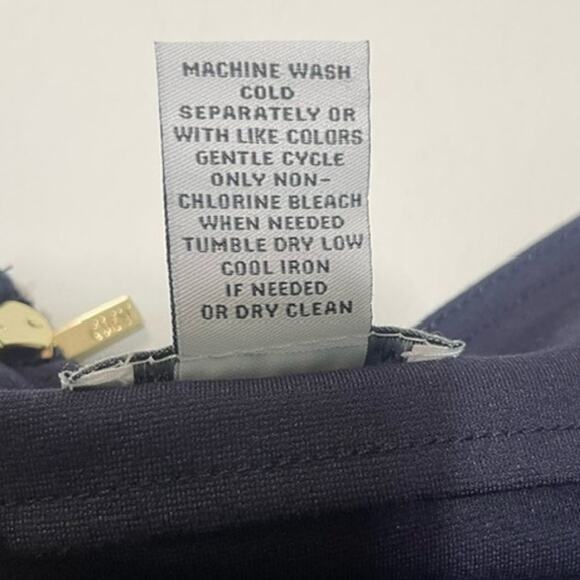 MACHINE WASH
COLD
SEPARATELY OR
WITH LIKE COLORS
GENTLE CYCLE
ONLY NON-
CHLORINE BLEACH
WHEN NEEDED
TUMBLE DRY LOW
COOL IRON
IF NEEDED
OR DRY CLEAN